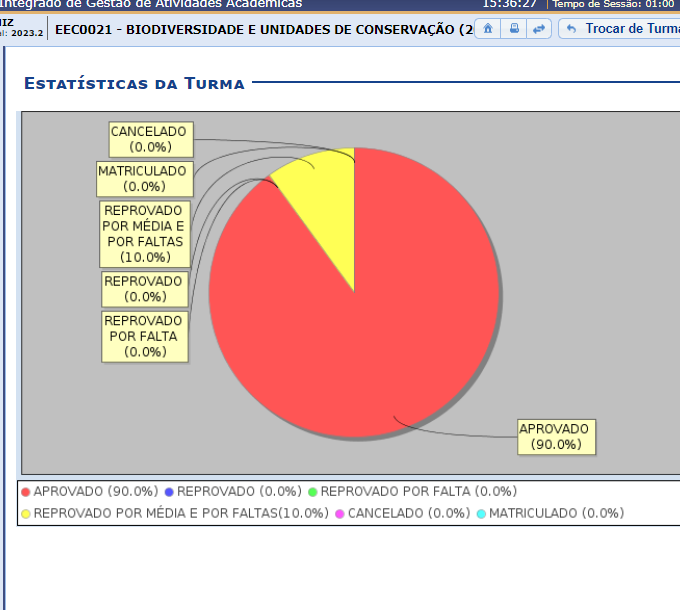 Integrado de Gestão de Atividades Acadêmicas 15:36:27 Tempo de Sessão: 01:00
2023.2
EEC0021 - BIODIVERSIDADE E UNIDADES DE CONSERVAÇÃO (2 Trocar de Turma
ESTATÍSTICAS DA TURMA
CANCELADO
(0.0%)
MATRICULADO
(0.0%)
REPROVADO
POR MÉDIA E
POR FALTAS
(10.0%)
REPROVADO
(0.0%)
REPROVADO
POR FALTA
(0.0%)
APROVADO
(90.0%)
APROVADO (90.0%) REPROVADO (0.0%) REPROVADO POR FALTA (0.0%)
REPROVADO POR MÉDIA E POR FALTAS(10.0%) CANCELADO (0.0%) MATRICULADO (0.0%)